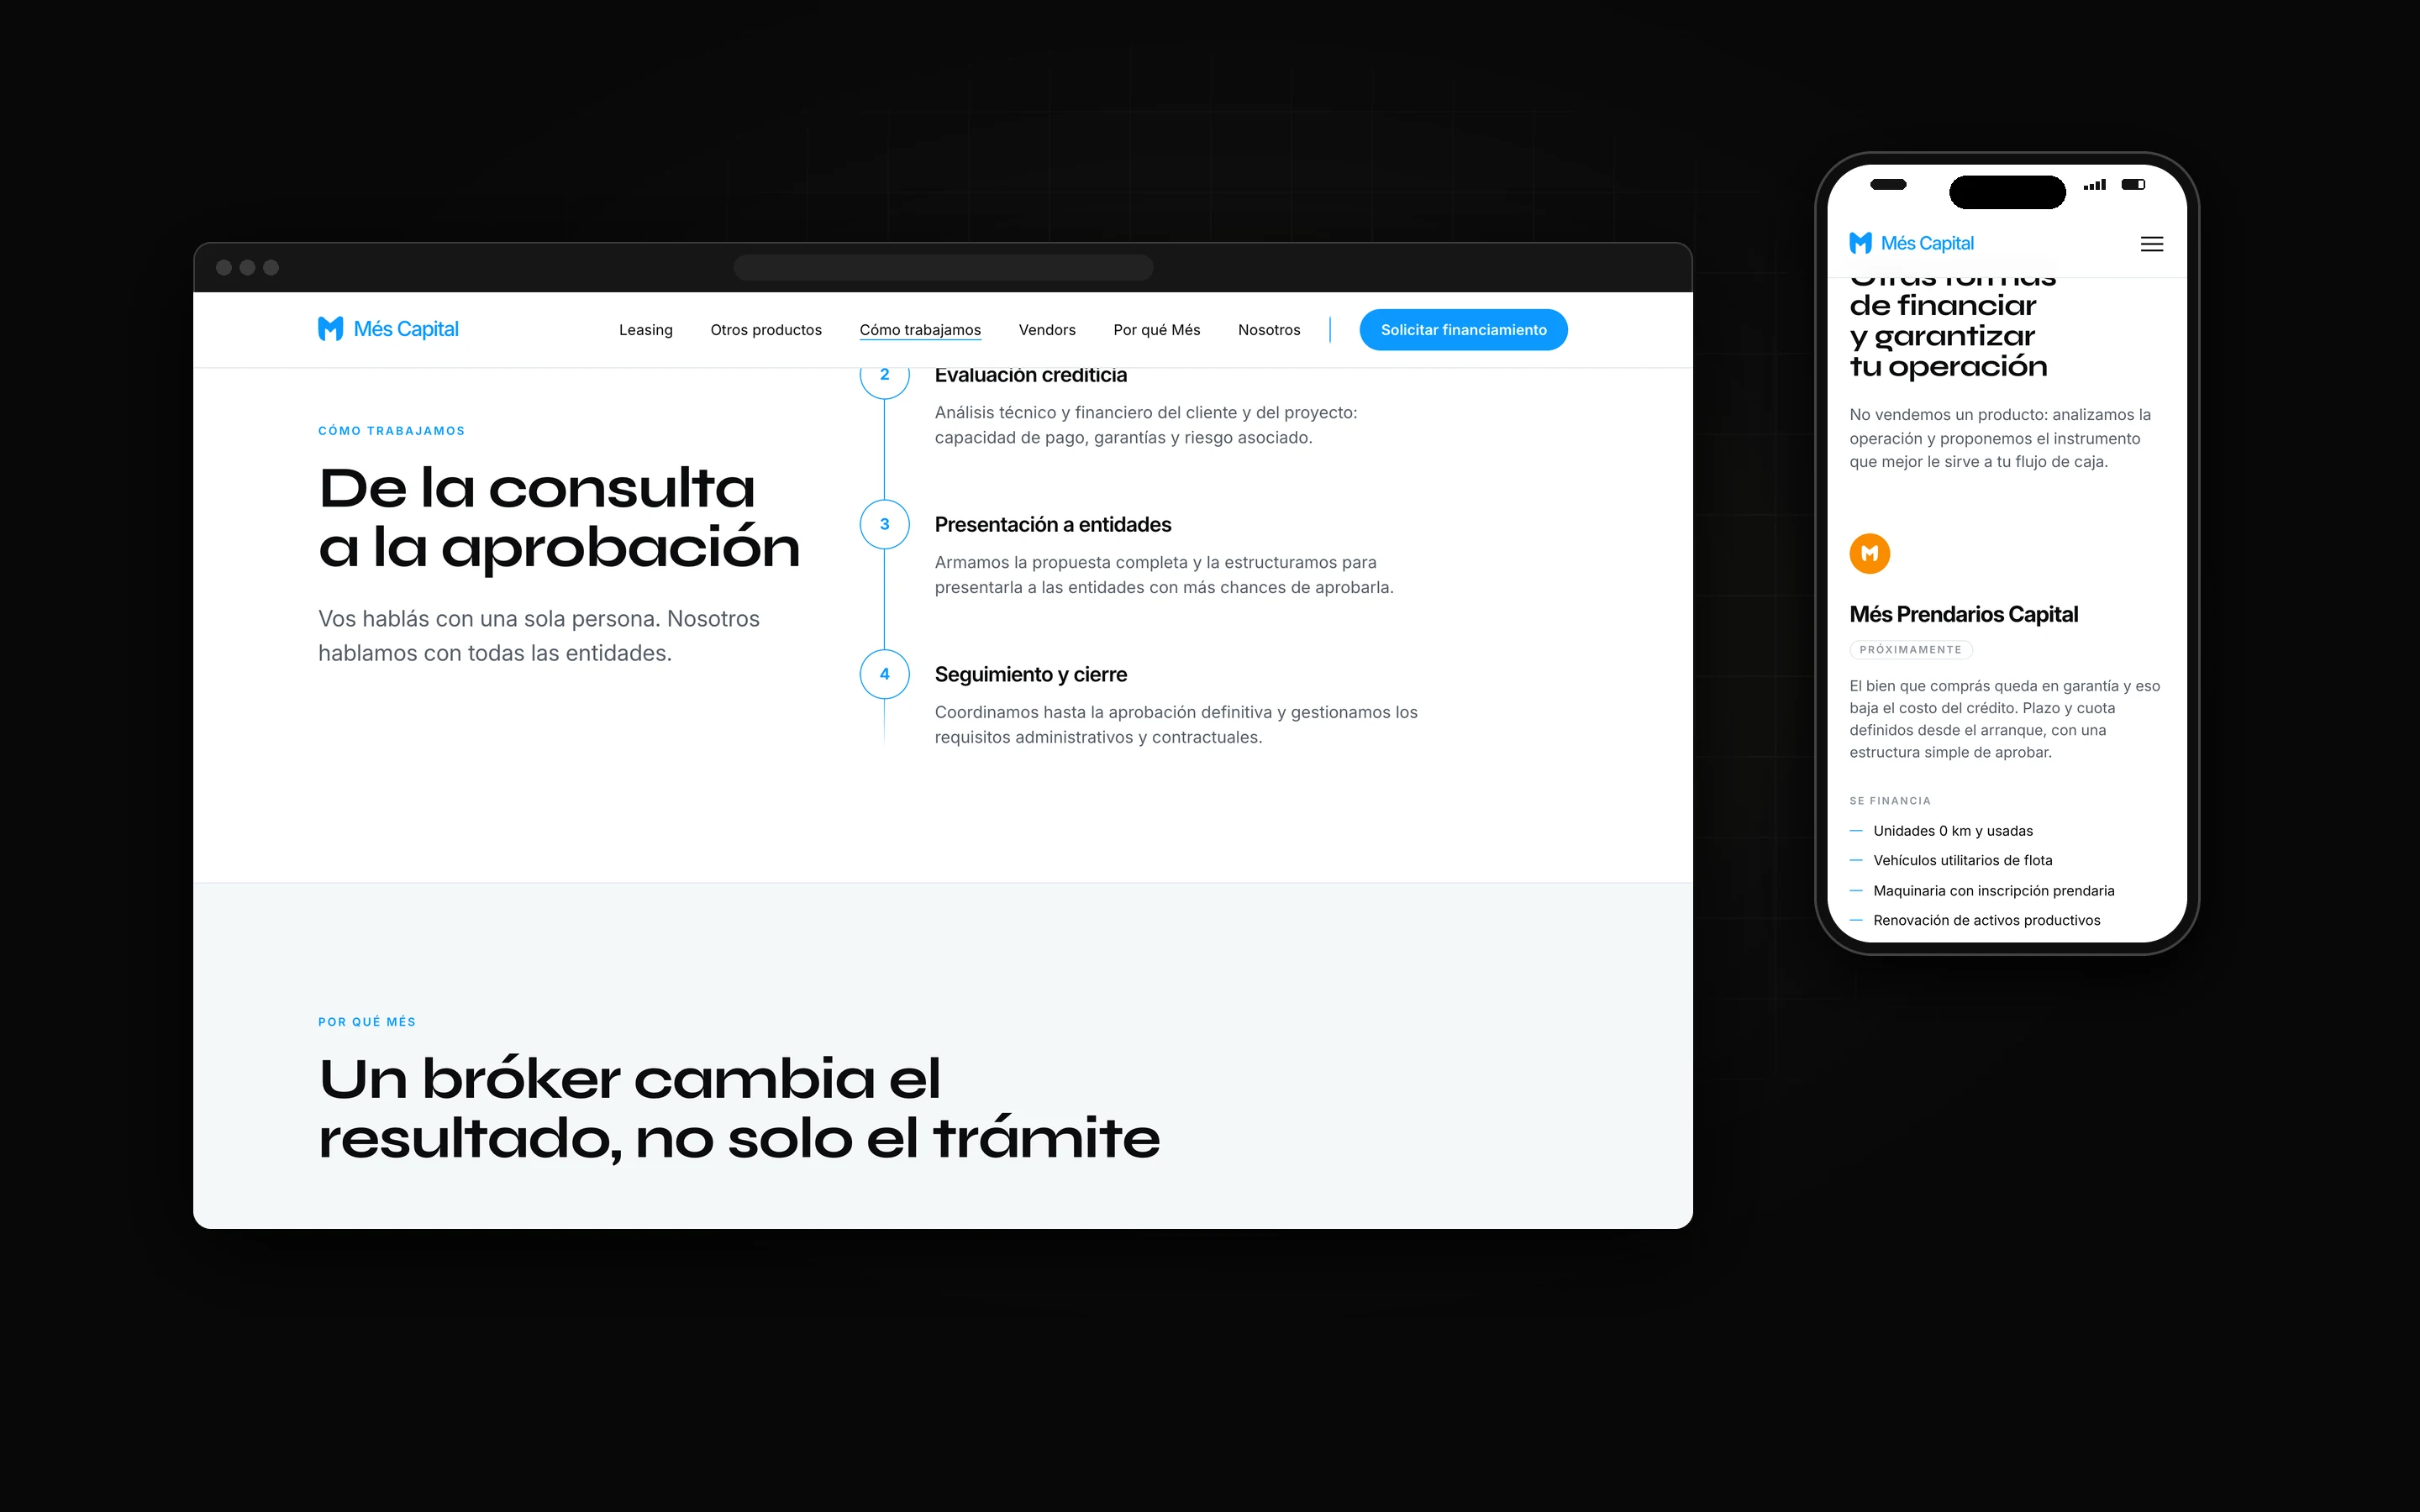 Més Capital
Leasing
Otros productos
Cómo trabajamos
Vendors
Por qué Més
Nosotros
Solicitar financiamiento
CÓMO TRABAJAMOS
De la consulta
a la aprobación
Vos hablás con una sola persona. Nosotros
hablamos con todas las entidades.
2
Evaluación crediticia
Análisis técnico y financiero del cliente y del proyecto:
capacidad de pago, garantías y riesgo asociado.
3
Presentación a entidades
Armamos la propuesta completa y la estructuramos para
presentarla a las entidades con más chances de aprobarla.
4
Seguimiento y cierre
Coordinamos hasta la aprobación definitiva y gestionamos los
requisitos administrativos y contractuales.
POR QUÉ MÉS
Un bróker cambia el
resultado, no solo el trámite
Més Capital
Otras formas
de financiar
y garantizar
tu operación
No vendemos un producto: analizamos la
operación y proponemos el instrumento
que mejor le sirve a tu flujo de caja.
Més Prendarios Capital
PRÓXIMAMENTE
El bien que comprás queda en garantía y eso
baja el costo del crédito. Plazo y cuota
definidos desde el arranque, con una
estructura simple de aprobar.
SE FINANCIA
— Unidades 0 km y usadas
— Vehículos utilitarios de flota
— Maquinaria con inscripción prendaria
— Renovación de activos productivos